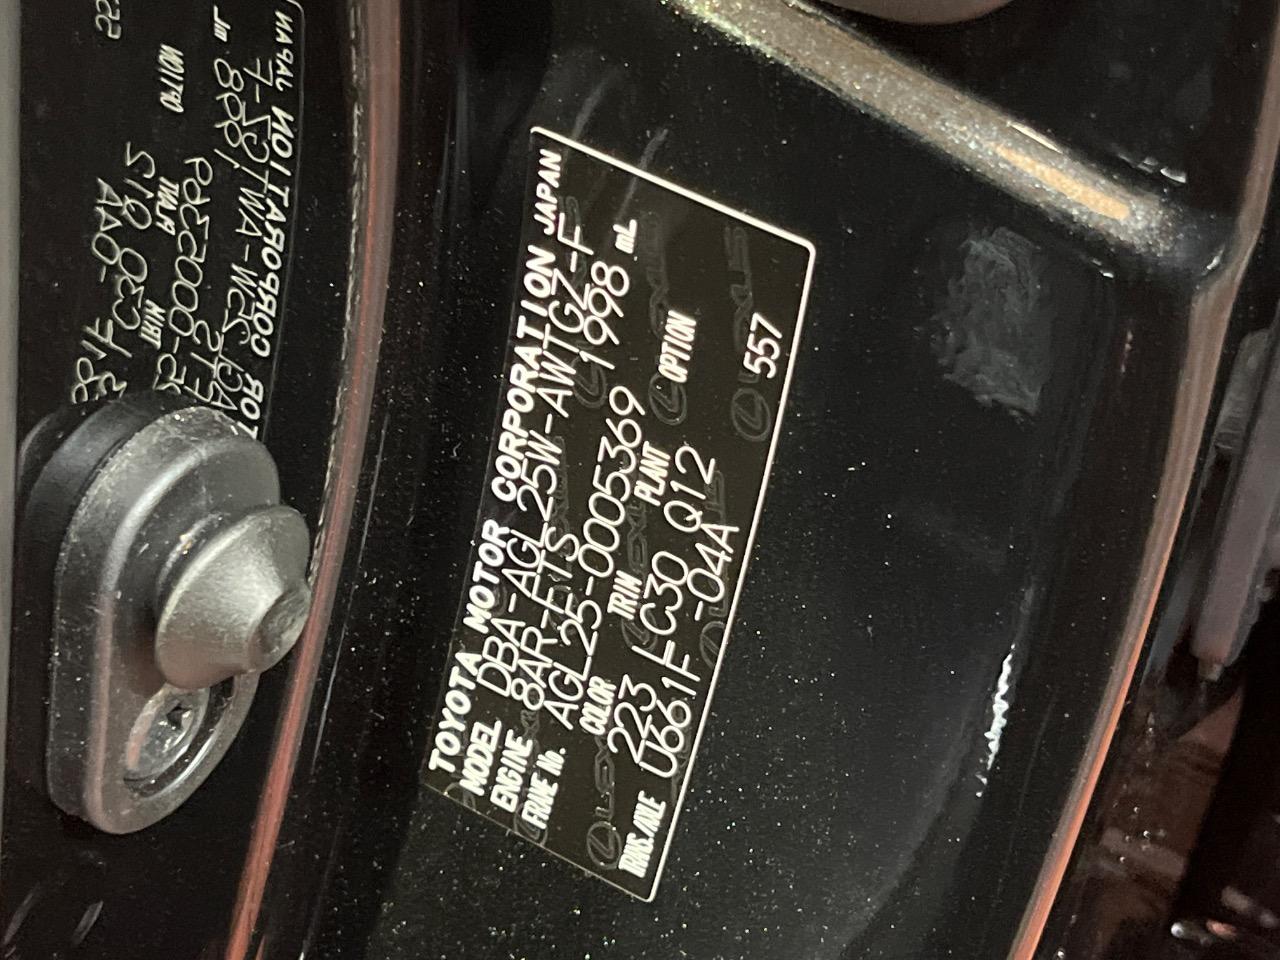 TOYOTA MOTOR CORPORATION JAPAN
MODEL DBA-AGL25W-AWTGZ-F
ENGINE 8AR-FTS 1998 mL
FRAME No. AGL25-0005369
COLOR TRIM PLANT OPTION
223 LC30 Q12 557
TRANS./AXLE U661F -04A